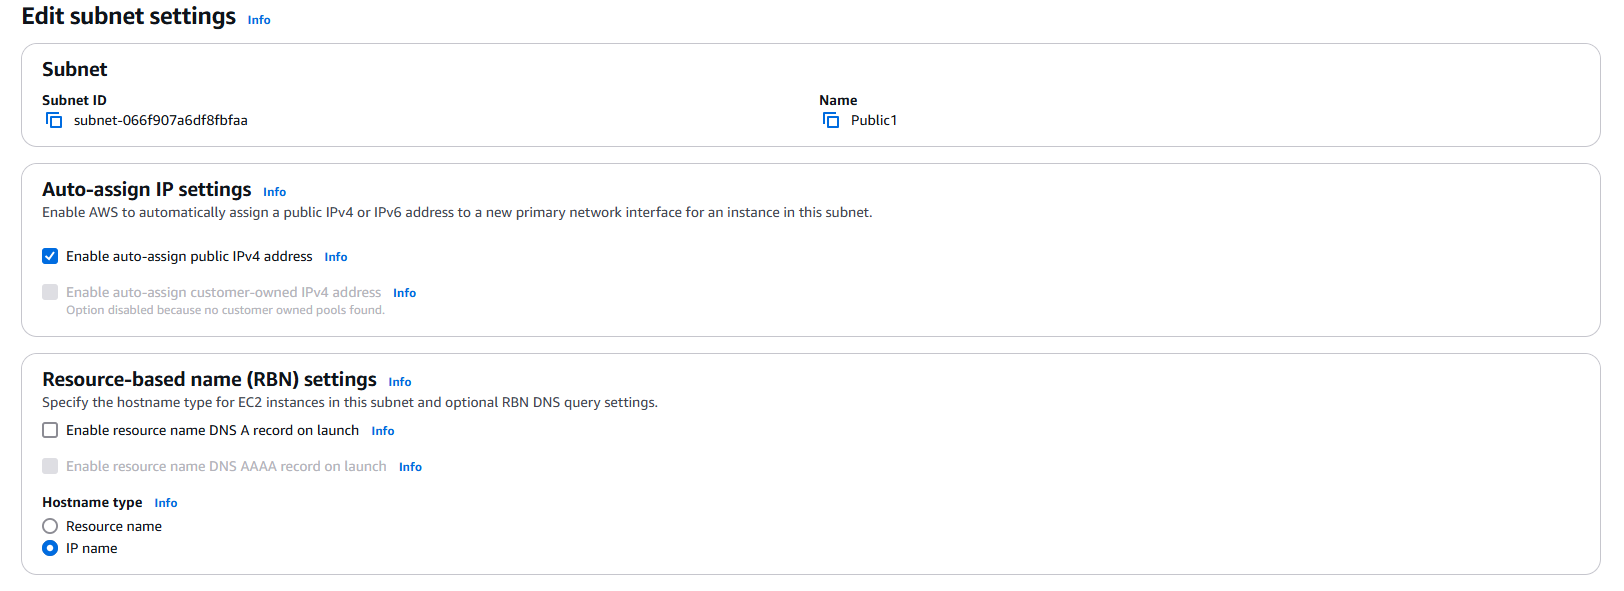 Edit subnet settings Info
Subnet
Subnet ID
subnet-066f907a6df8fbfaa
Name
Public1
Auto-assign IP settings Info
Enable AWS to automatically assign a public IPv4 or IPv6 address to a new primary network interface for an instance in this subnet.
Enable auto-assign public IPv4 address Info
Enable auto-assign customer-owned IPv4 address Info
Option disabled because no customer owned pools found.
Resource-based name (RBN) settings Info
Specify the hostname type for EC2 instances in this subnet and optional RBN DNS query settings.
Enable resource name DNS A record on launch Info
Enable resource name DNS AAAA record on launch Info
Hostname type Info
Resource name
IP name